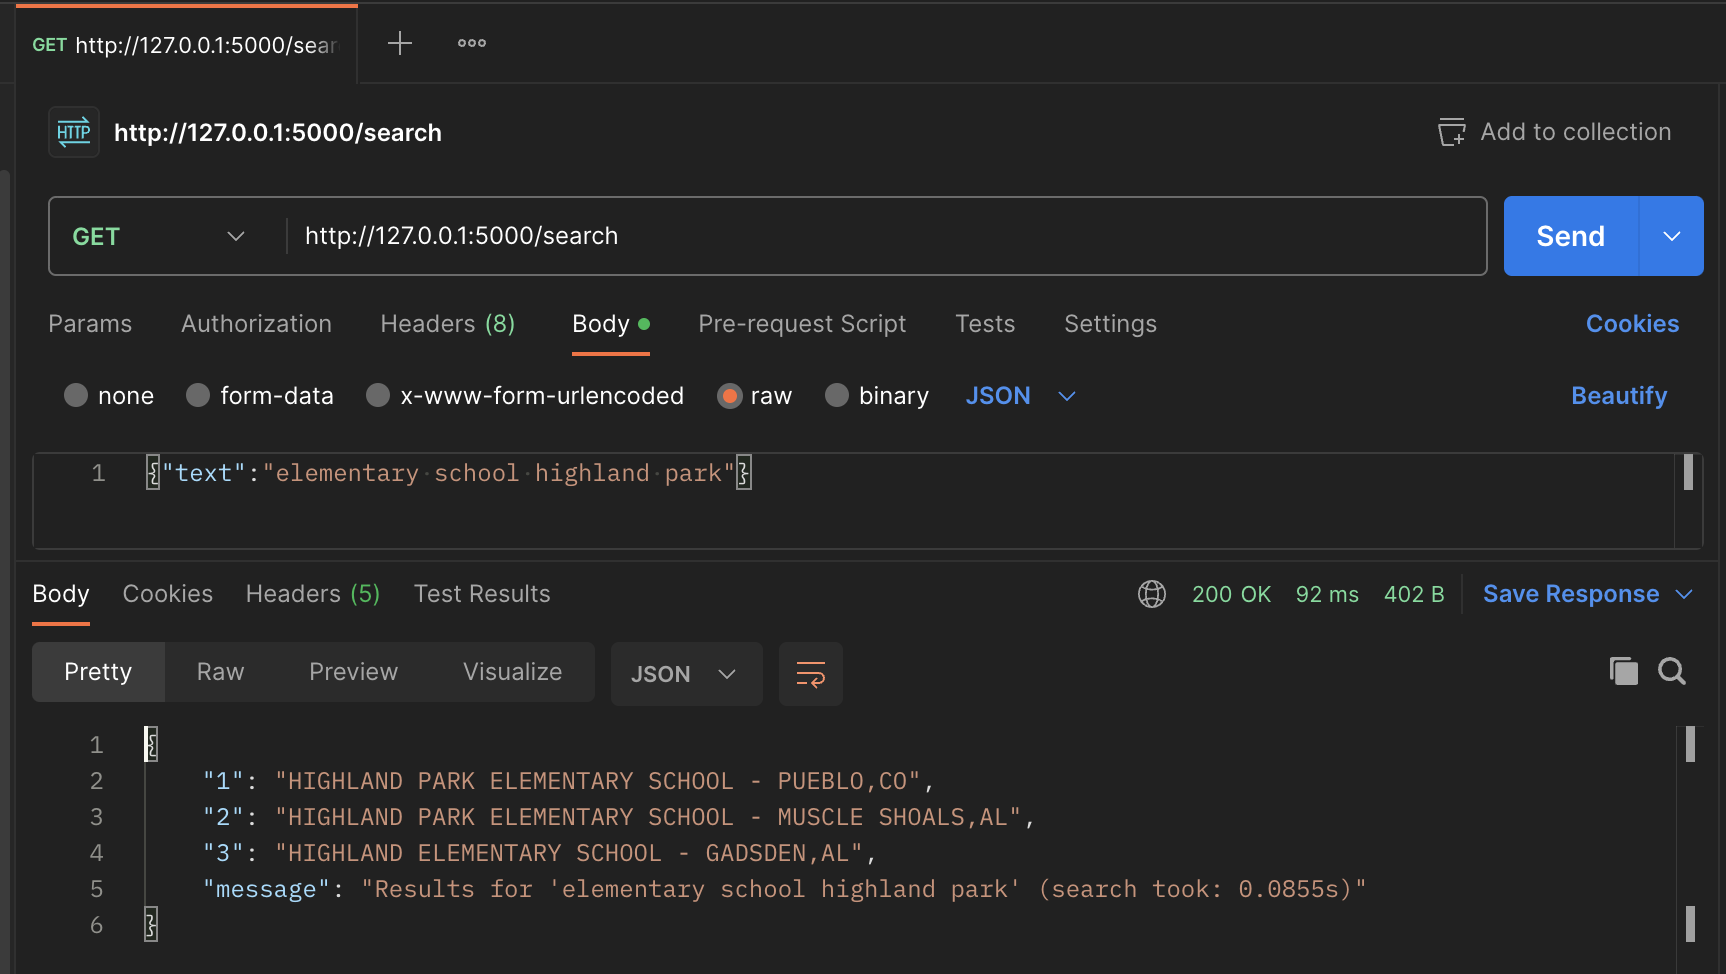 GET http://127.0.0.1:5000/sear
HTTP http://127.0.0.1:5000/search Add to collection
GET http://127.0.0.1:5000/search Send
Params Authorization Headers (8) Body Pre-request Script Tests Settings Cookies
none form-data x-www-form-urlencoded raw binary JSON Beautify
1 {"text":"elementary school highland park"}
Body Cookies Headers (5) Test Results 200 OK 92 ms 402 B Save Response
Pretty Raw Preview Visualize JSON
1 {
2 "1": "HIGHLAND PARK ELEMENTARY SCHOOL - PUEBLO,CO",
3 "2": "HIGHLAND PARK ELEMENTARY SCHOOL - MUSCLE SHOALS,AL",
4 "3": "HIGHLAND ELEMENTARY SCHOOL - GADSDEN,AL",
5 "message": "Results for 'elementary school highland park' (search took: 0.0855s)"
6 }